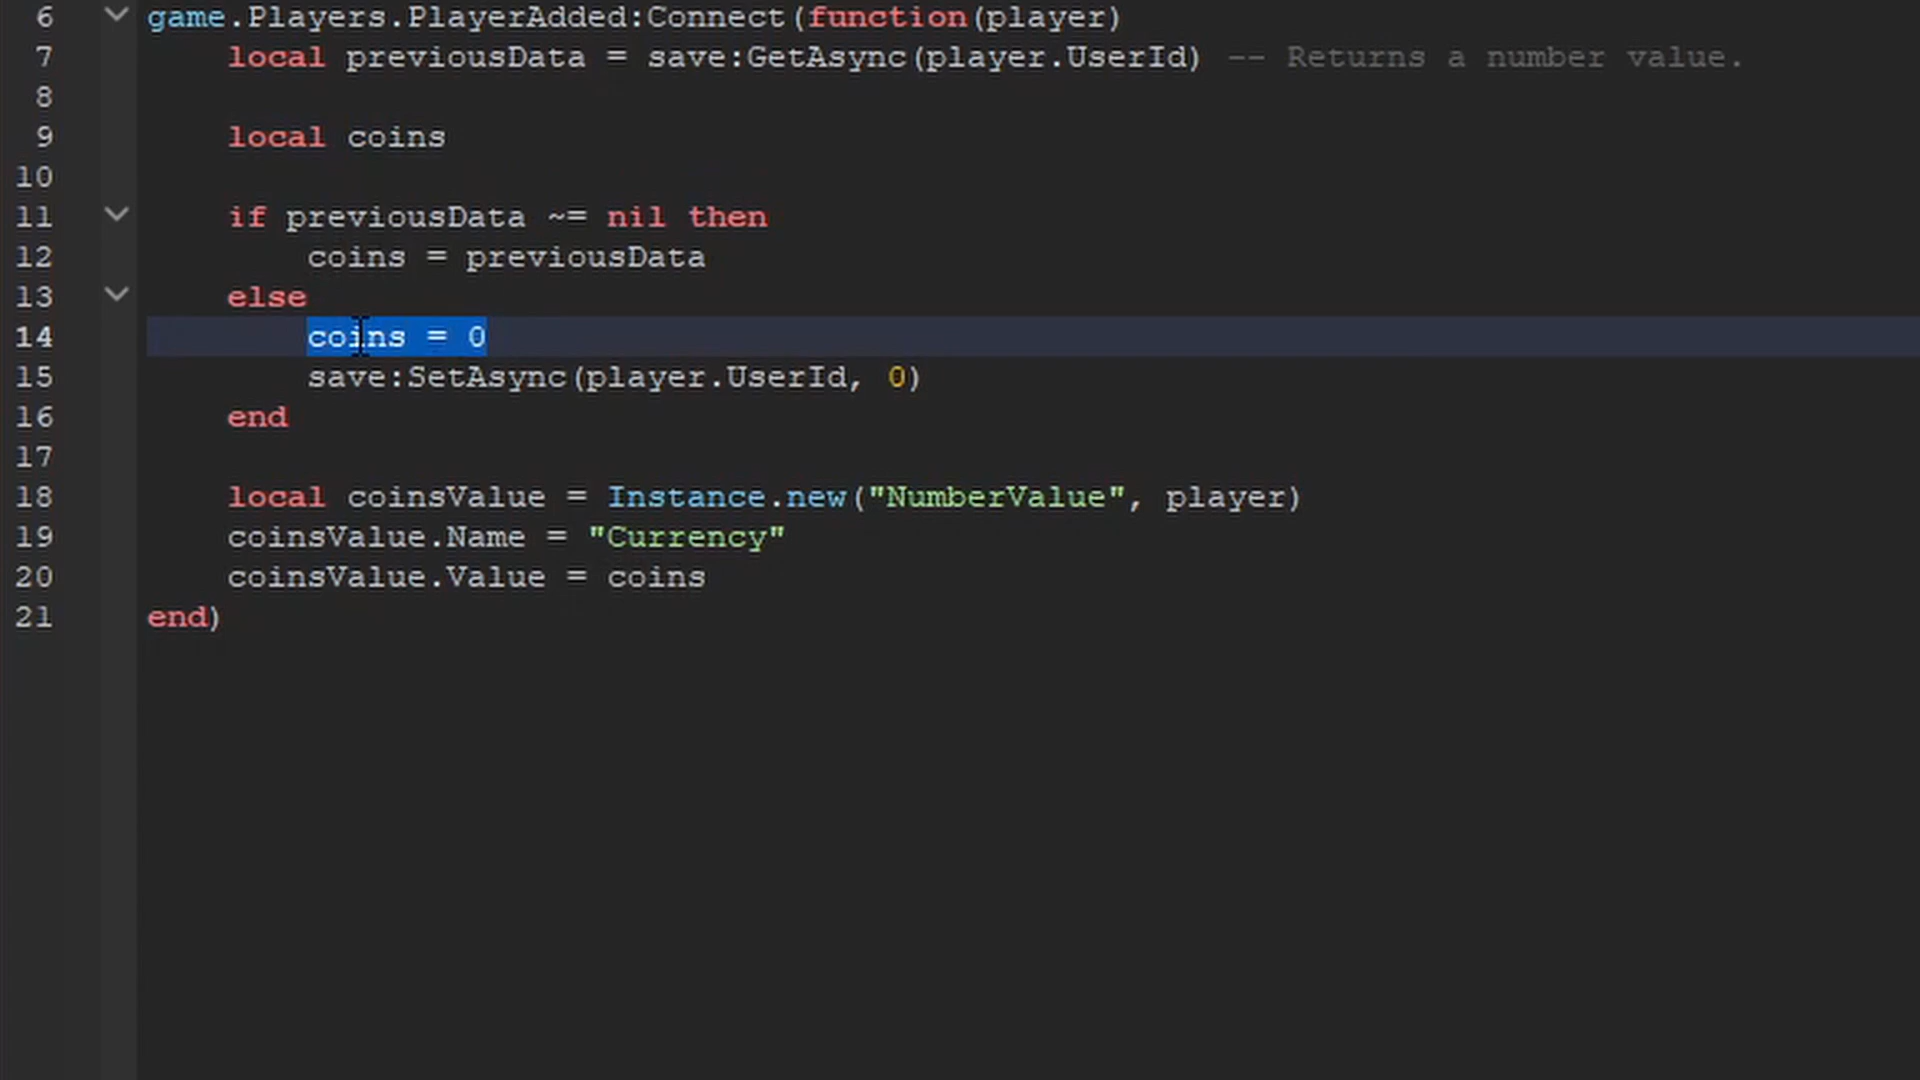 6 game.Players.PlayerAdded:Connect(function(player)
7 local previousData = save:GetAsync(player.UserId) -- Returns a number value.
8
9 local coins
10
11 if previousData ~= nil then
12 coins = previousData
13 else
14 coins = 0
15 save:SetAsync(player.UserId, 0)
16 end
17
18 local coinsValue = Instance.new("NumberValue", player)
19 coinsValue.Name = "Currency"
20 coinsValue.Value = coins
21 end)